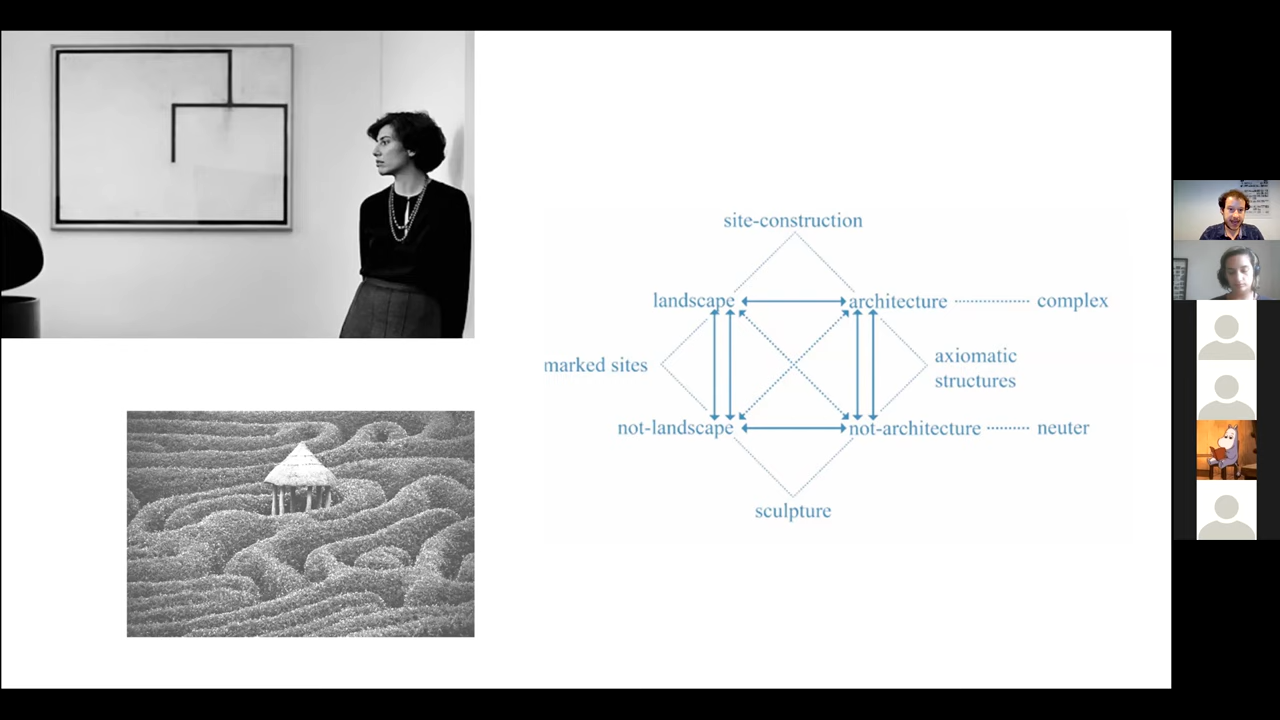 site-construction
landscape architecture complex
marked sites
axiomatic
structures
not-landscape not-architecture neuter
sculpture